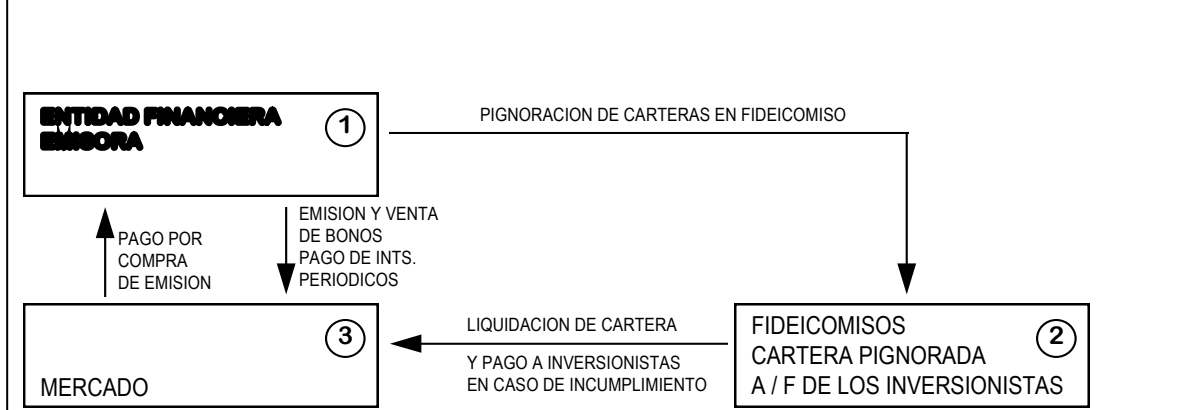 ENTIDAD FINANCIERA
EMISORA
1
PIGNORACION DE CARTERAS EN FIDEICOMISO
PAGO POR
COMPRA
DE EMISION
EMISION Y VENTA
DE BONOS
PAGO DE INTS.
PERIODICOS
3
MERCADO
LIQUIDACION DE CARTERA
Y PAGO A INVERSIONISTAS
EN CASO DE INCUMPLIMIENTO
FIDEICOMISOS
2
CARTERA PIGNORADA
A / F DE LOS INVERSIONISTAS